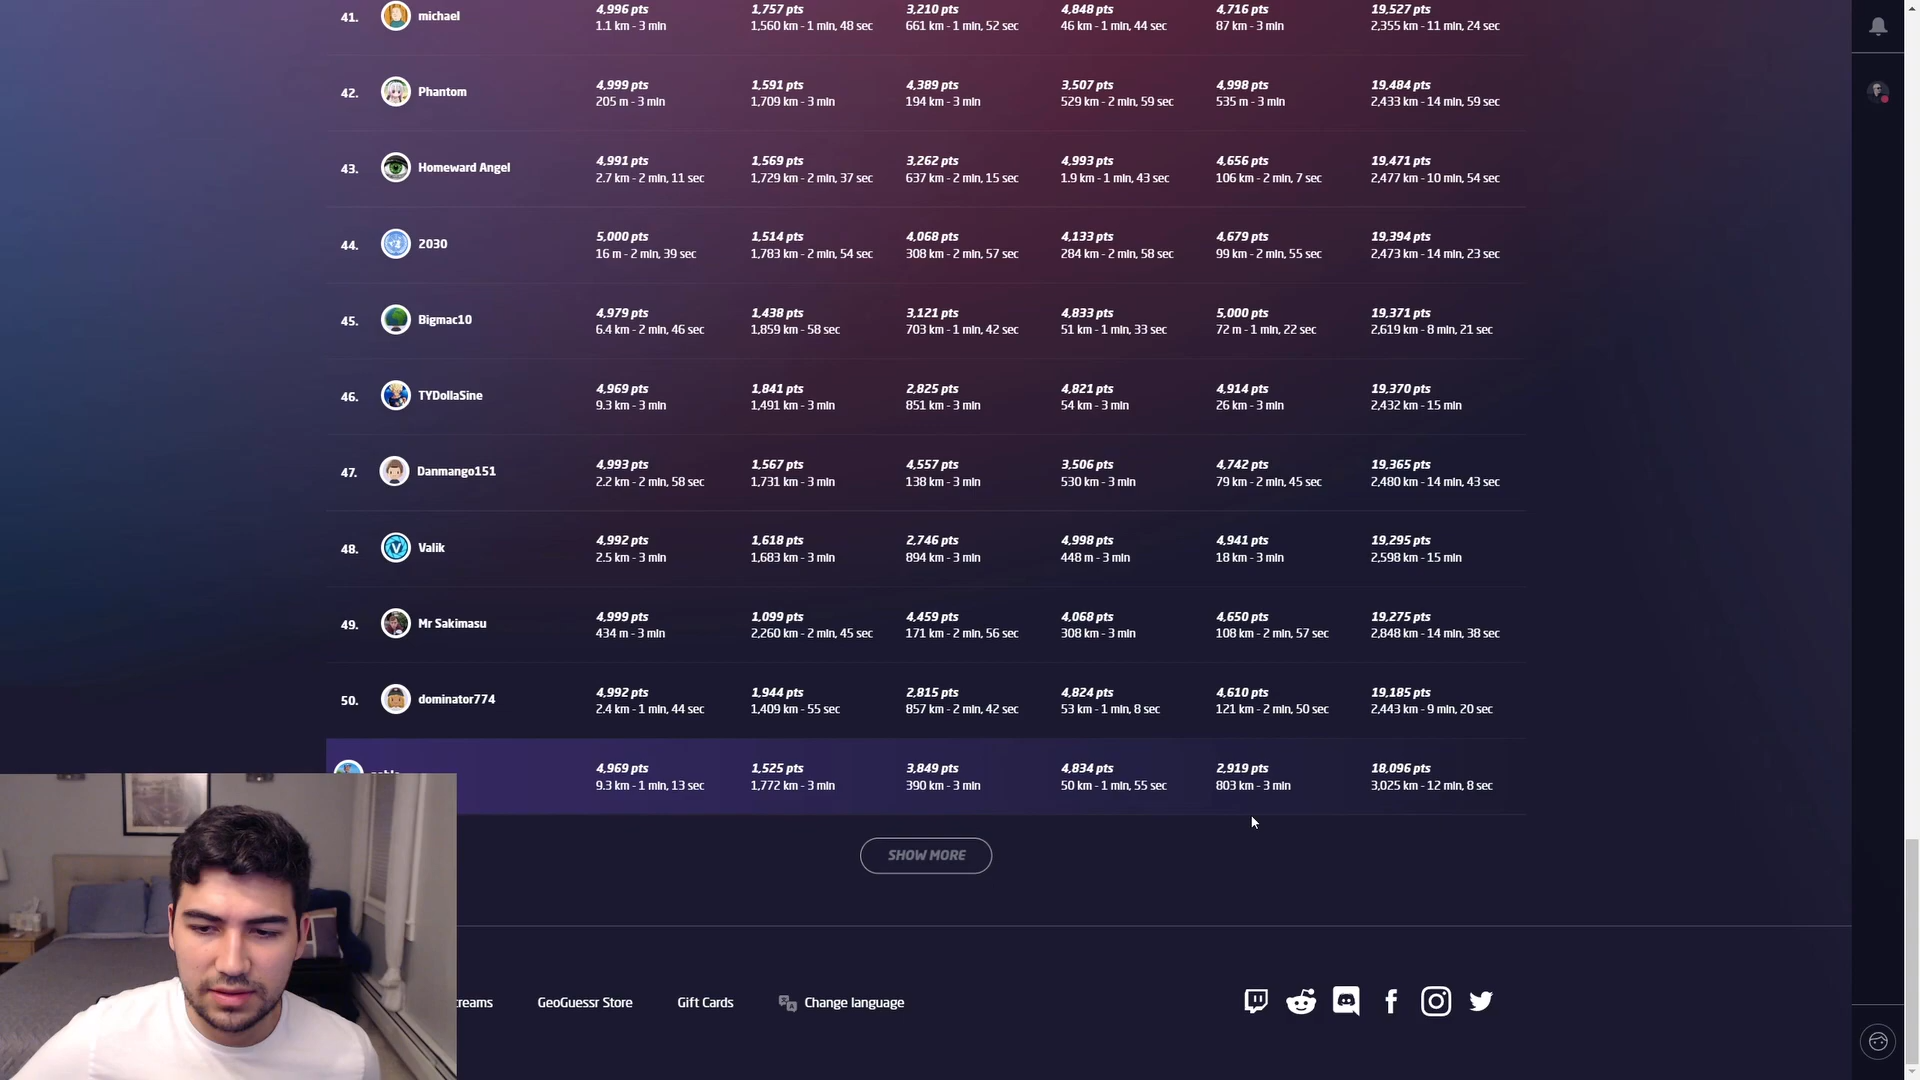 41. michael 4,996 pts 1,757 pts 3,210 pts 4,848 pts 4,716 pts 19,527 pts
1.1 km - 3 min 1,560 km - 1 min, 48 sec 661 km - 1 min, 52 sec 46 km - 1 min, 44 sec 87 km - 3 min 2,355 km - 11 min, 24 sec
42. Phantom 4,999 pts 1,591 pts 4,389 pts 3,507 pts 4,998 pts 19,484 pts
205 m - 3 min 1,709 km - 3 min 194 km - 3 min 529 km - 2 min, 59 sec 535 m - 3 min 2,433 km - 14 min, 59 sec
43. Homeward Angel 4,991 pts 1,569 pts 3,262 pts 4,993 pts 4,656 pts 19,471 pts
2.7 km - 2 min, 11 sec 1,729 km - 2 min, 37 sec 637 km - 2 min, 15 sec 1.9 km - 1 min, 43 sec 106 km - 2 min, 7 sec 2,477 km - 10 min, 54 sec
44. 2030 5,000 pts 1,514 pts 4,068 pts 4,133 pts 4,679 pts 19,394 pts
16 m - 2 min, 39 sec 1,783 km - 2 min, 54 sec 308 km - 2 min, 57 sec 284 km - 2 min, 58 sec 99 km - 2 min, 55 sec 2,473 km - 14 min, 23 sec
45. Bigmac10 4,979 pts 1,438 pts 3,121 pts 4,833 pts 5,000 pts 19,371 pts
6.4 km - 2 min, 46 sec 1,859 km - 58 sec 703 km - 1 min, 42 sec 51 km - 1 min, 33 sec 72 m - 1 min, 22 sec 2,619 km - 8 min, 21 sec
46. TYDollaSine 4,969 pts 1,841 pts 2,825 pts 4,821 pts 4,914 pts 19,370 pts
9.3 km - 3 min 1,491 km - 3 min 851 km - 3 min 54 km - 3 min 26 km - 3 min 2,432 km - 15 min
47. Danmango151 4,993 pts 1,567 pts 4,557 pts 3,506 pts 4,742 pts 19,365 pts
2.2 km - 2 min, 58 sec 1,731 km - 3 min 138 km - 3 min 530 km - 3 min 79 km - 2 min, 45 sec 2,480 km - 14 min, 43 sec
48. V Valik 4,992 pts 1,618 pts 2,746 pts 4,998 pts 4,941 pts 19,295 pts
2.5 km - 3 min 1,683 km - 3 min 894 km - 3 min 448 m - 3 min 18 km - 3 min 2,598 km - 15 min
49. Mr Sakimasu 4,999 pts 1,099 pts 4,459 pts 4,068 pts 4,650 pts 19,275 pts
434 m - 3 min 2,260 km - 2 min, 45 sec 171 km - 2 min, 56 sec 308 km - 3 min 108 km - 2 min, 57 sec 2,848 km - 14 min, 38 sec
50. dominator774 4,992 pts 1,944 pts 2,815 pts 4,824 pts 4,610 pts 19,185 pts
2.4 km - 1 min, 44 sec 1,409 km - 55 sec 857 km - 2 min, 42 sec 53 km - 1 min, 8 sec 121 km - 2 min, 50 sec 2,443 km - 9 min, 20 sec
4,969 pts 1,525 pts 3,849 pts 4,834 pts 2,919 pts 18,096 pts
9.3 km - 1 min, 13 sec 1,772 km - 3 min 390 km - 3 min 50 km - 1 min, 55 sec 803 km - 3 min 3,025 km - 12 min, 8 sec
SHOW MORE
reams GeoGuessr Store Gift Cards Change language